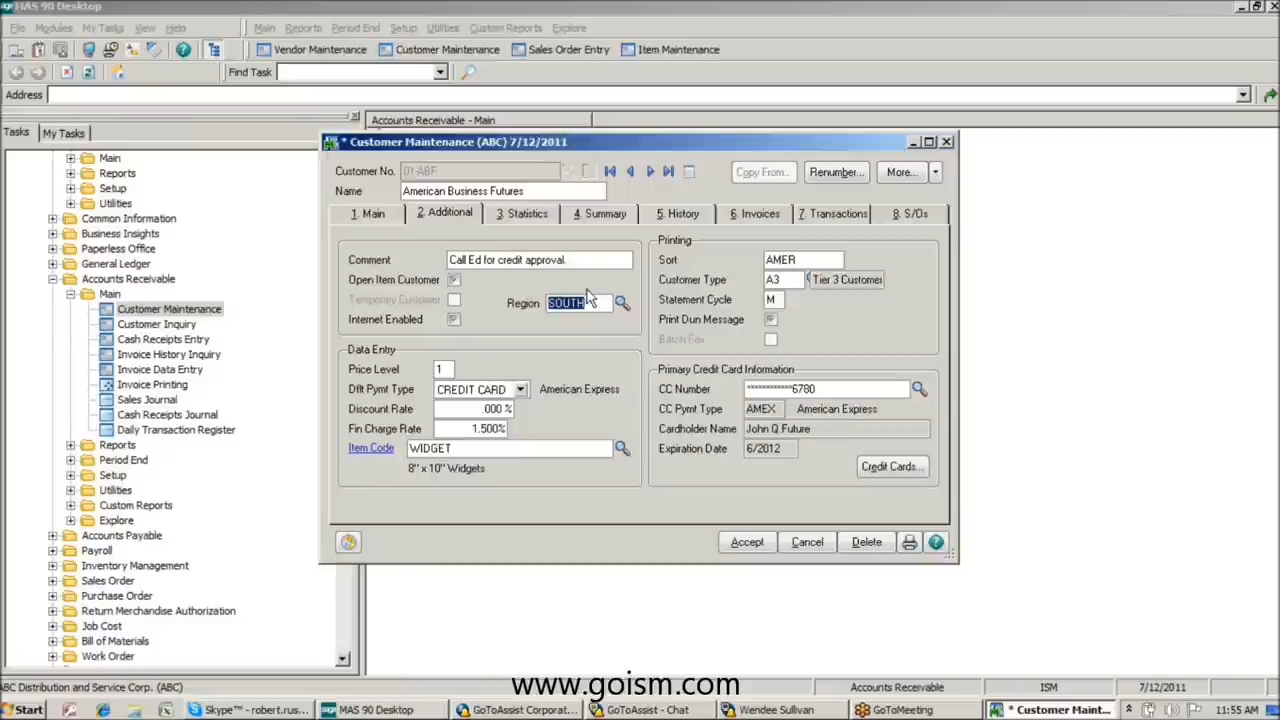 MAS 90 Desktop
File Modules My Tasks View Help Main Reports Period End Setup Utilities Custom Reports Explore
Vendor Maintenance Customer Maintenance Sales Order Entry Item Maintenance
Find Task
Address
Tasks My Tasks
Main
Reports
Setup
Utilities
Common Information
Business Insights
Paperless Office
General Ledger
Accounts Receivable
Main
Customer Maintenance
Customer Inquiry
Cash Receipts Entry
Invoice History Inquiry
Invoice Data Entry
Invoice Printing
Sales Journal
Cash Receipts Journal
Daily Transaction Register
Reports
Period End
Setup
Utilities
Custom Reports
Explore
Accounts Payable
Payroll
Inventory Management
Sales Order
Purchase Order
Return Merchandise Authorization
Job Cost
Bill of Materials
Work Order
Accounts Receivable - Main
* Customer Maintenance (ABC) 7/12/2011
Customer No. 01-ABF Copy From... Renumber... More...
Name American Business Futures
1. Main 2. Additional 3. Statistics 4. Summary 5. History 6. Invoices 7. Transactions 8. S/Os
Comment Call Ed for credit approval.
Open Item Customer
Temporary Customer Region SOUTH
Internet Enabled
Data Entry
Price Level 1
Dflt Pymt Type CREDIT CARD American Express
Discount Rate .000 %
Fin Charge Rate 1.500%
Item Code WIDGET
8" x 10" Widgets
Printing
Sort AMER
Customer Type A3 Tier 3 Customer
Statement Cycle M
Print Dun Message
Batch Fax
Primary Credit Card Information
CC Number ************6780
CC Pymt Type AMEX American Express
Cardholder Name John Q.Future
Expiration Date 6/2012
Credit Cards...
Accept Cancel Delete
ABC Distribution and Service Corp. (ABC) Accounts Receivable ISM 7/12/2011
www.goism.com
Start Skype™ - robert.rus... MAS 90 Desktop GoToAssist Corporat... GoToAssist - Chat Wendee Sullivan GoToMeeting * Customer Maint... 11:55 AM